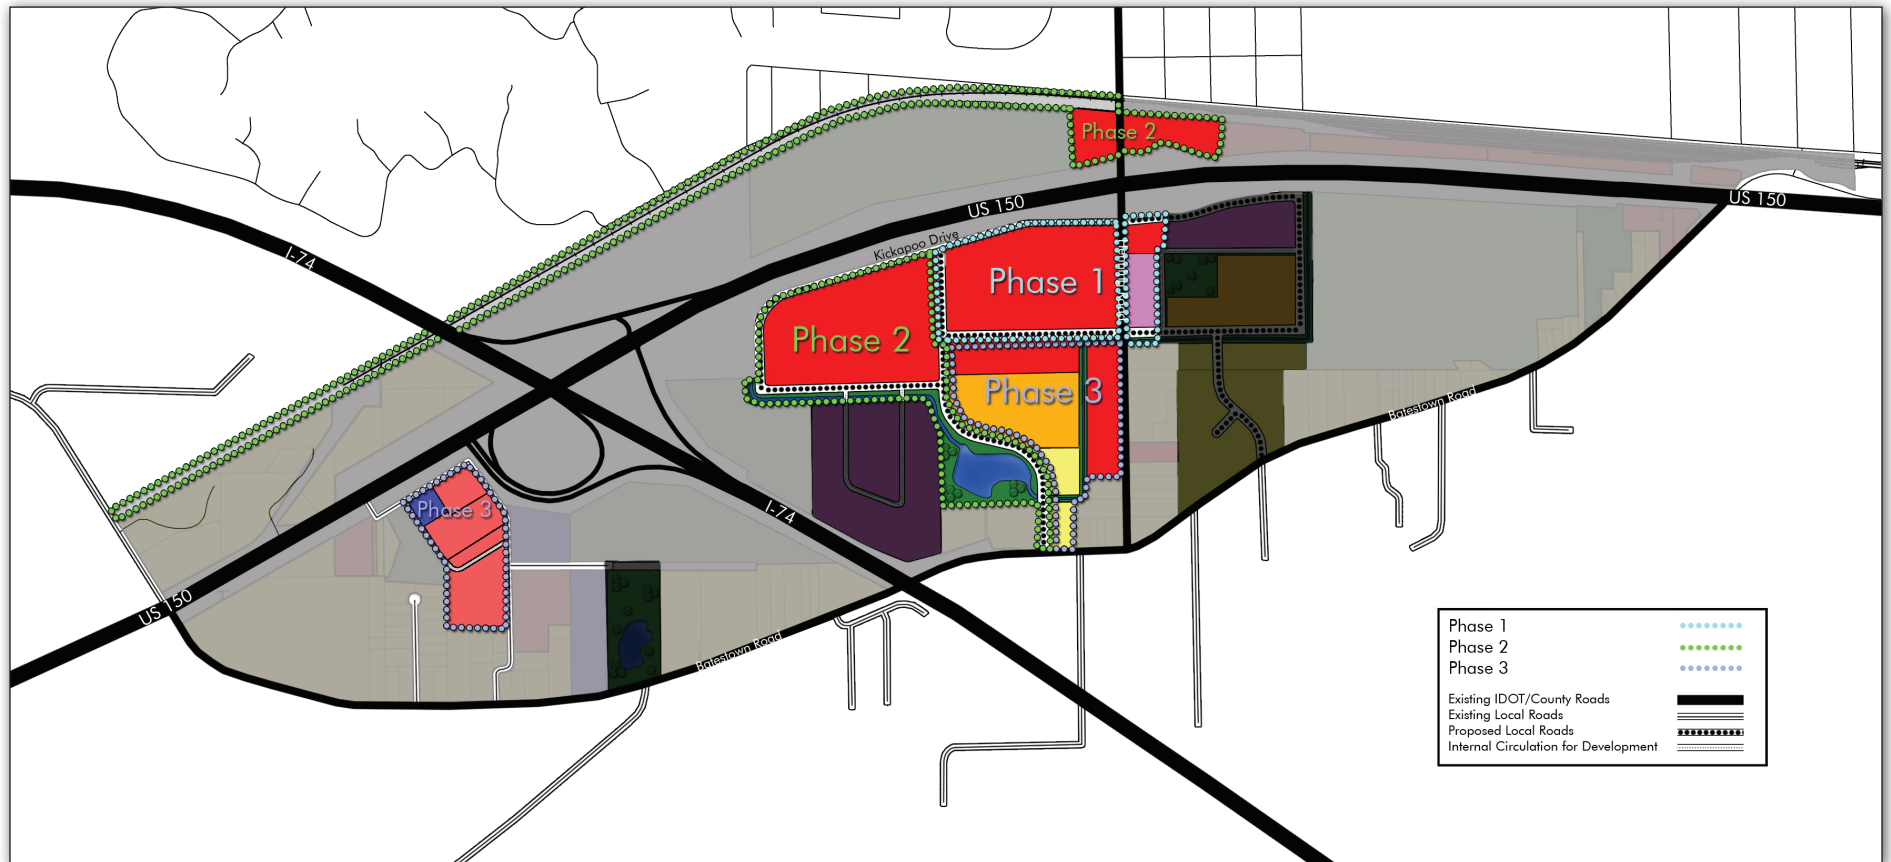 Phase 2
US 150
US 150
Kickapoo Drive
I-74
Phase 1
Phase 2
Phase 3
Batestown Road
Phase 3
I-74
US 150
Batestown Road
Phase 1
Phase 2
Phase 3
Existing IDOT/County Roads
Existing Local Roads
Proposed Local Roads
Internal Circulation for Development